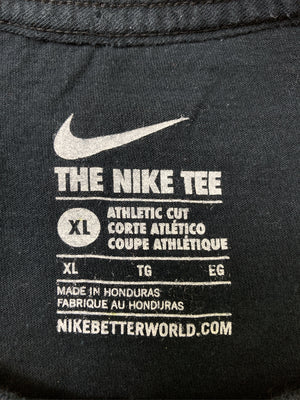 THE NIKE TEE
XL
ATHLETIC CUT
CORTE ATLÉTICO
COUPE ATHLÉTIQUE
XL TG EG
MADE IN HONDURAS
FABRIQUE AU HONDURAS
NIKEBETTERWORLD.COM